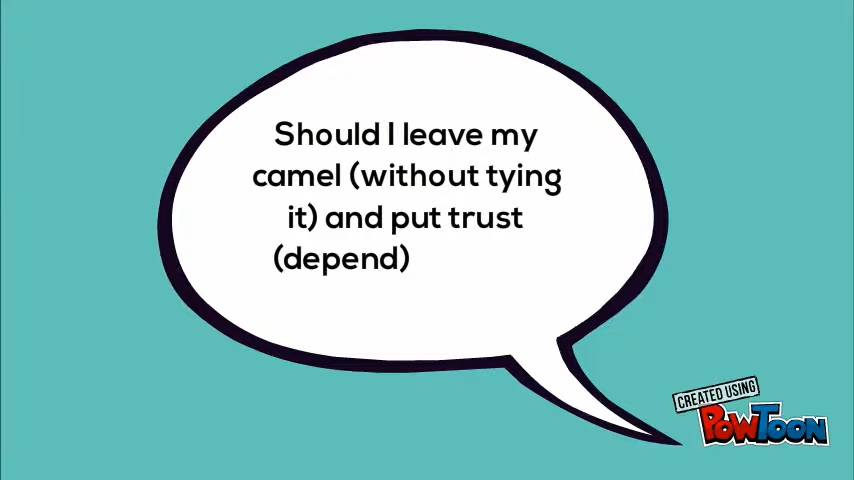 Should I leave my
camel (without tying
it) and put trust
(depend)
CREATED USING
POWTOON